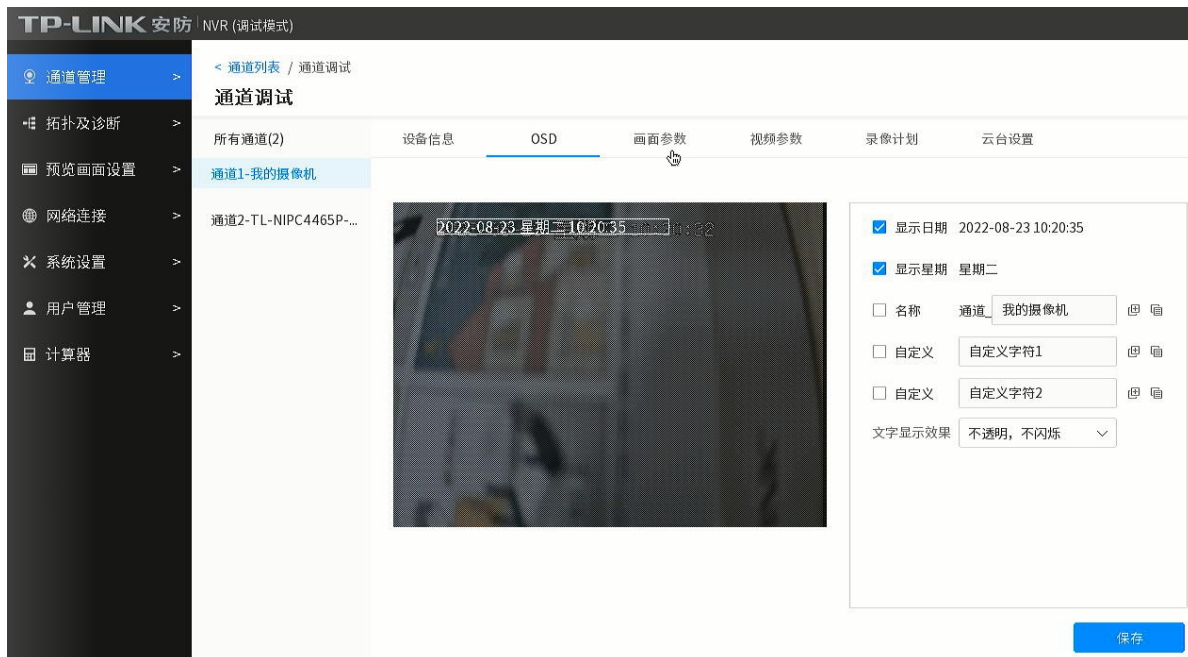 TP-LINK 安防 NVR (调试模式)
通道管理 >
拓扑及诊断 >
预览画面设置 >
网络连接 >
系统设置 >
用户管理 >
计算器 >
< 通道列表 / 通道调试
通道调试
所有通道(2)
通道1-我的摄像机
通道2-TL-NIPC4465P-...
设备信息 OSD 画面参数 视频参数 录像计划 云台设置
2022-08-23 星期二 10:20:35
显示日期 2022-08-23 10:20:35
显示星期 星期二
名称 通道_ 我的摄像机
自定义 自定义字符1
自定义 自定义字符2
文字显示效果 不透明，不闪烁
保存